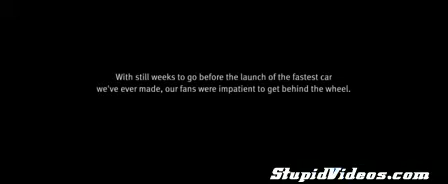 With still weeks to go before the launch of the fastest car
we've ever made, our fans were impatient to get behind the wheel.
StupidVideos.com